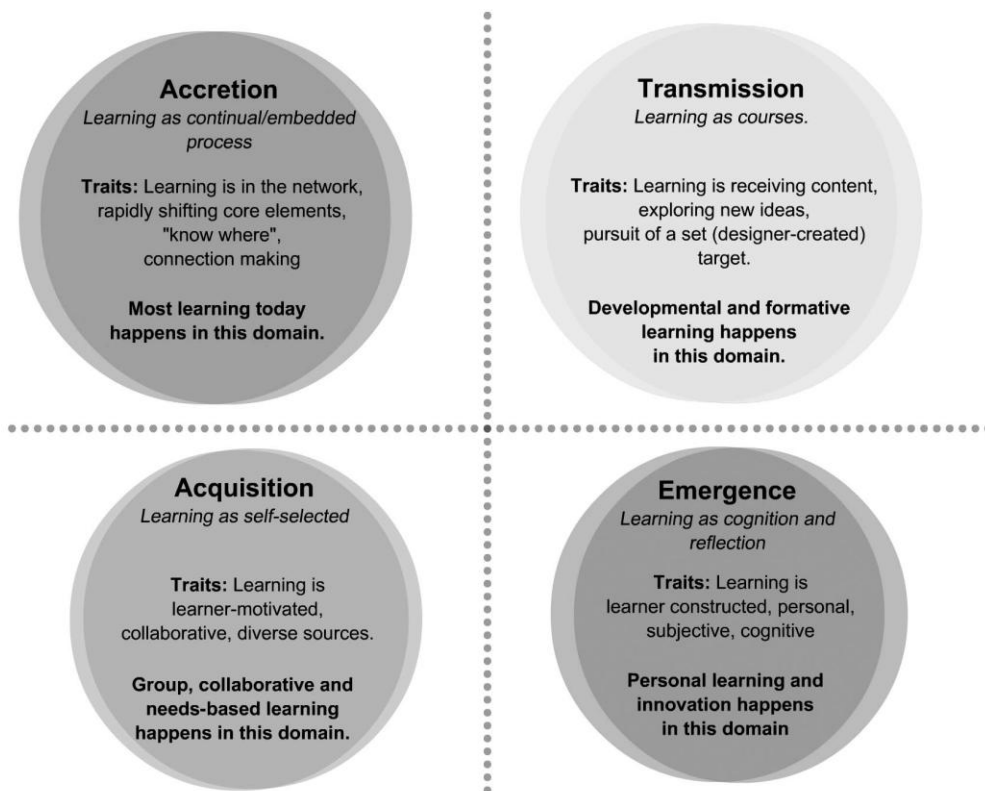 Accretion
Learning as continual/embedded
process
Traits: Learning is in the network,
rapidly shifting core elements,
"know where",
connection making
Most learning today
happens in this domain.
Transmission
Learning as courses.
Traits: Learning is receiving content,
exploring new ideas,
pursuit of a set (designer-created)
target.
Developmental and formative
learning happens
in this domain.
Acquisition
Learning as self-selected
Traits: Learning is
learner-motivated,
collaborative, diverse sources.
Group, collaborative and
needs-based learning
happens in this domain.
Emergence
Learning as cognition and
reflection
Traits: Learning is
learner constructed, personal,
subjective, cognitive
Personal learning and
innovation happens
in this domain